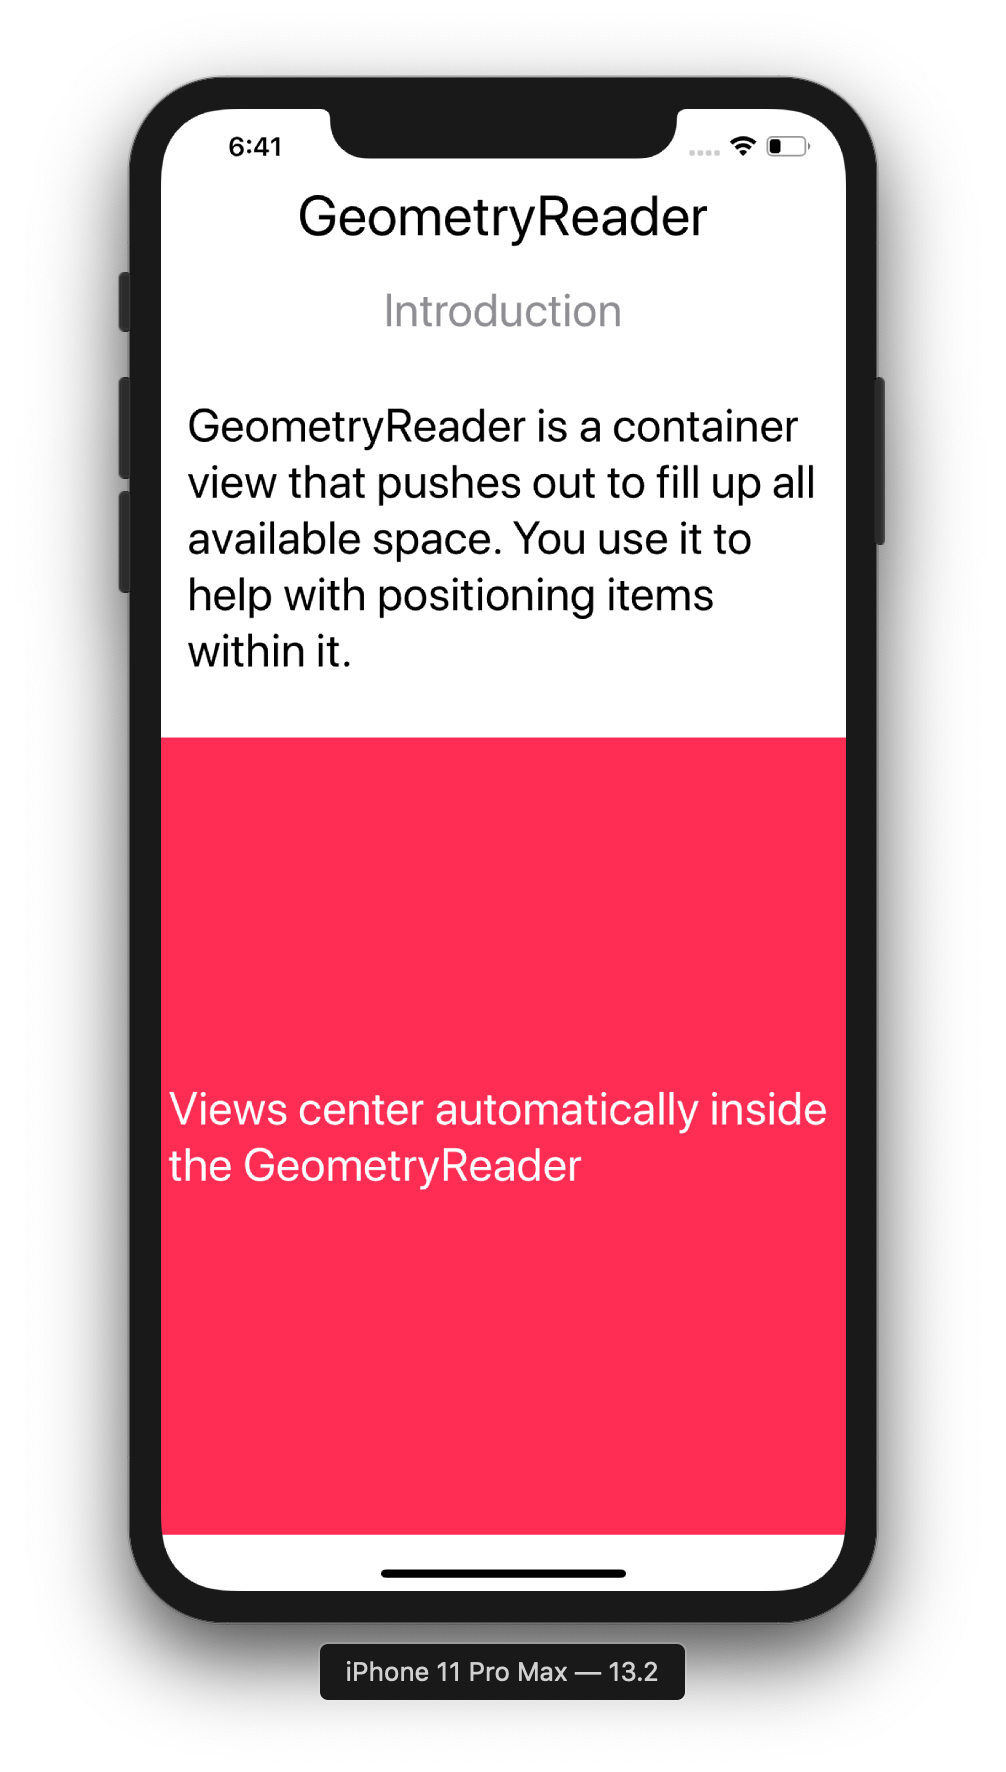 6:41
GeometryReader
Introduction
GeometryReader is a container
view that pushes out to fill up all
available space. You use it to
help with positioning items
within it.
Views center automatically inside
the GeometryReader
iPhone 11 Pro Max — 13.2